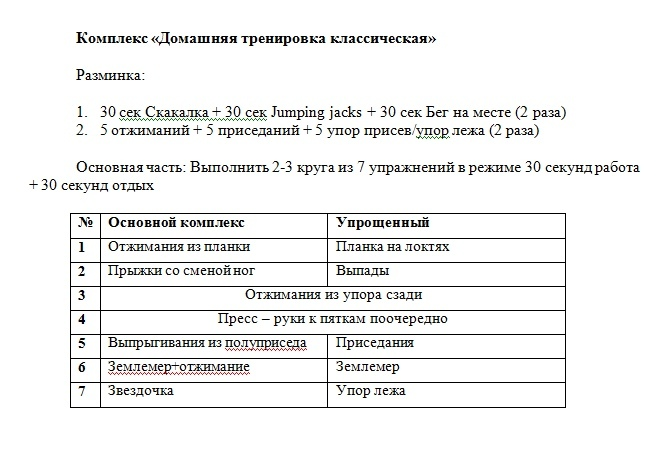 Комплекс «Домашняя тренировка классическая»
Разминка:
1. 30 сек Скакалка + 30 сек Jumping jacks + 30 сек Бег на месте (2 раза)
2. 5 отжиманий + 5 приседаний + 5 упор присев/упор лежа (2 раза)
Основная часть: Выполнить 2-3 круга из 7 упражнений в режиме 30 секунд работа
+ 30 секунд отдых
№ Основной комплекс Упрощенный
1 Отжимания из планки Планка на локтях
2 Прыжки со сменой ног Выпады
3 Отжимания из упора сзади
4 Пресс – руки к пяткам поочередно
5 Выпрыгивания из полуприседа Приседания
6 Землемер+отжимание Землемер
7 Звездочка Упор лежа